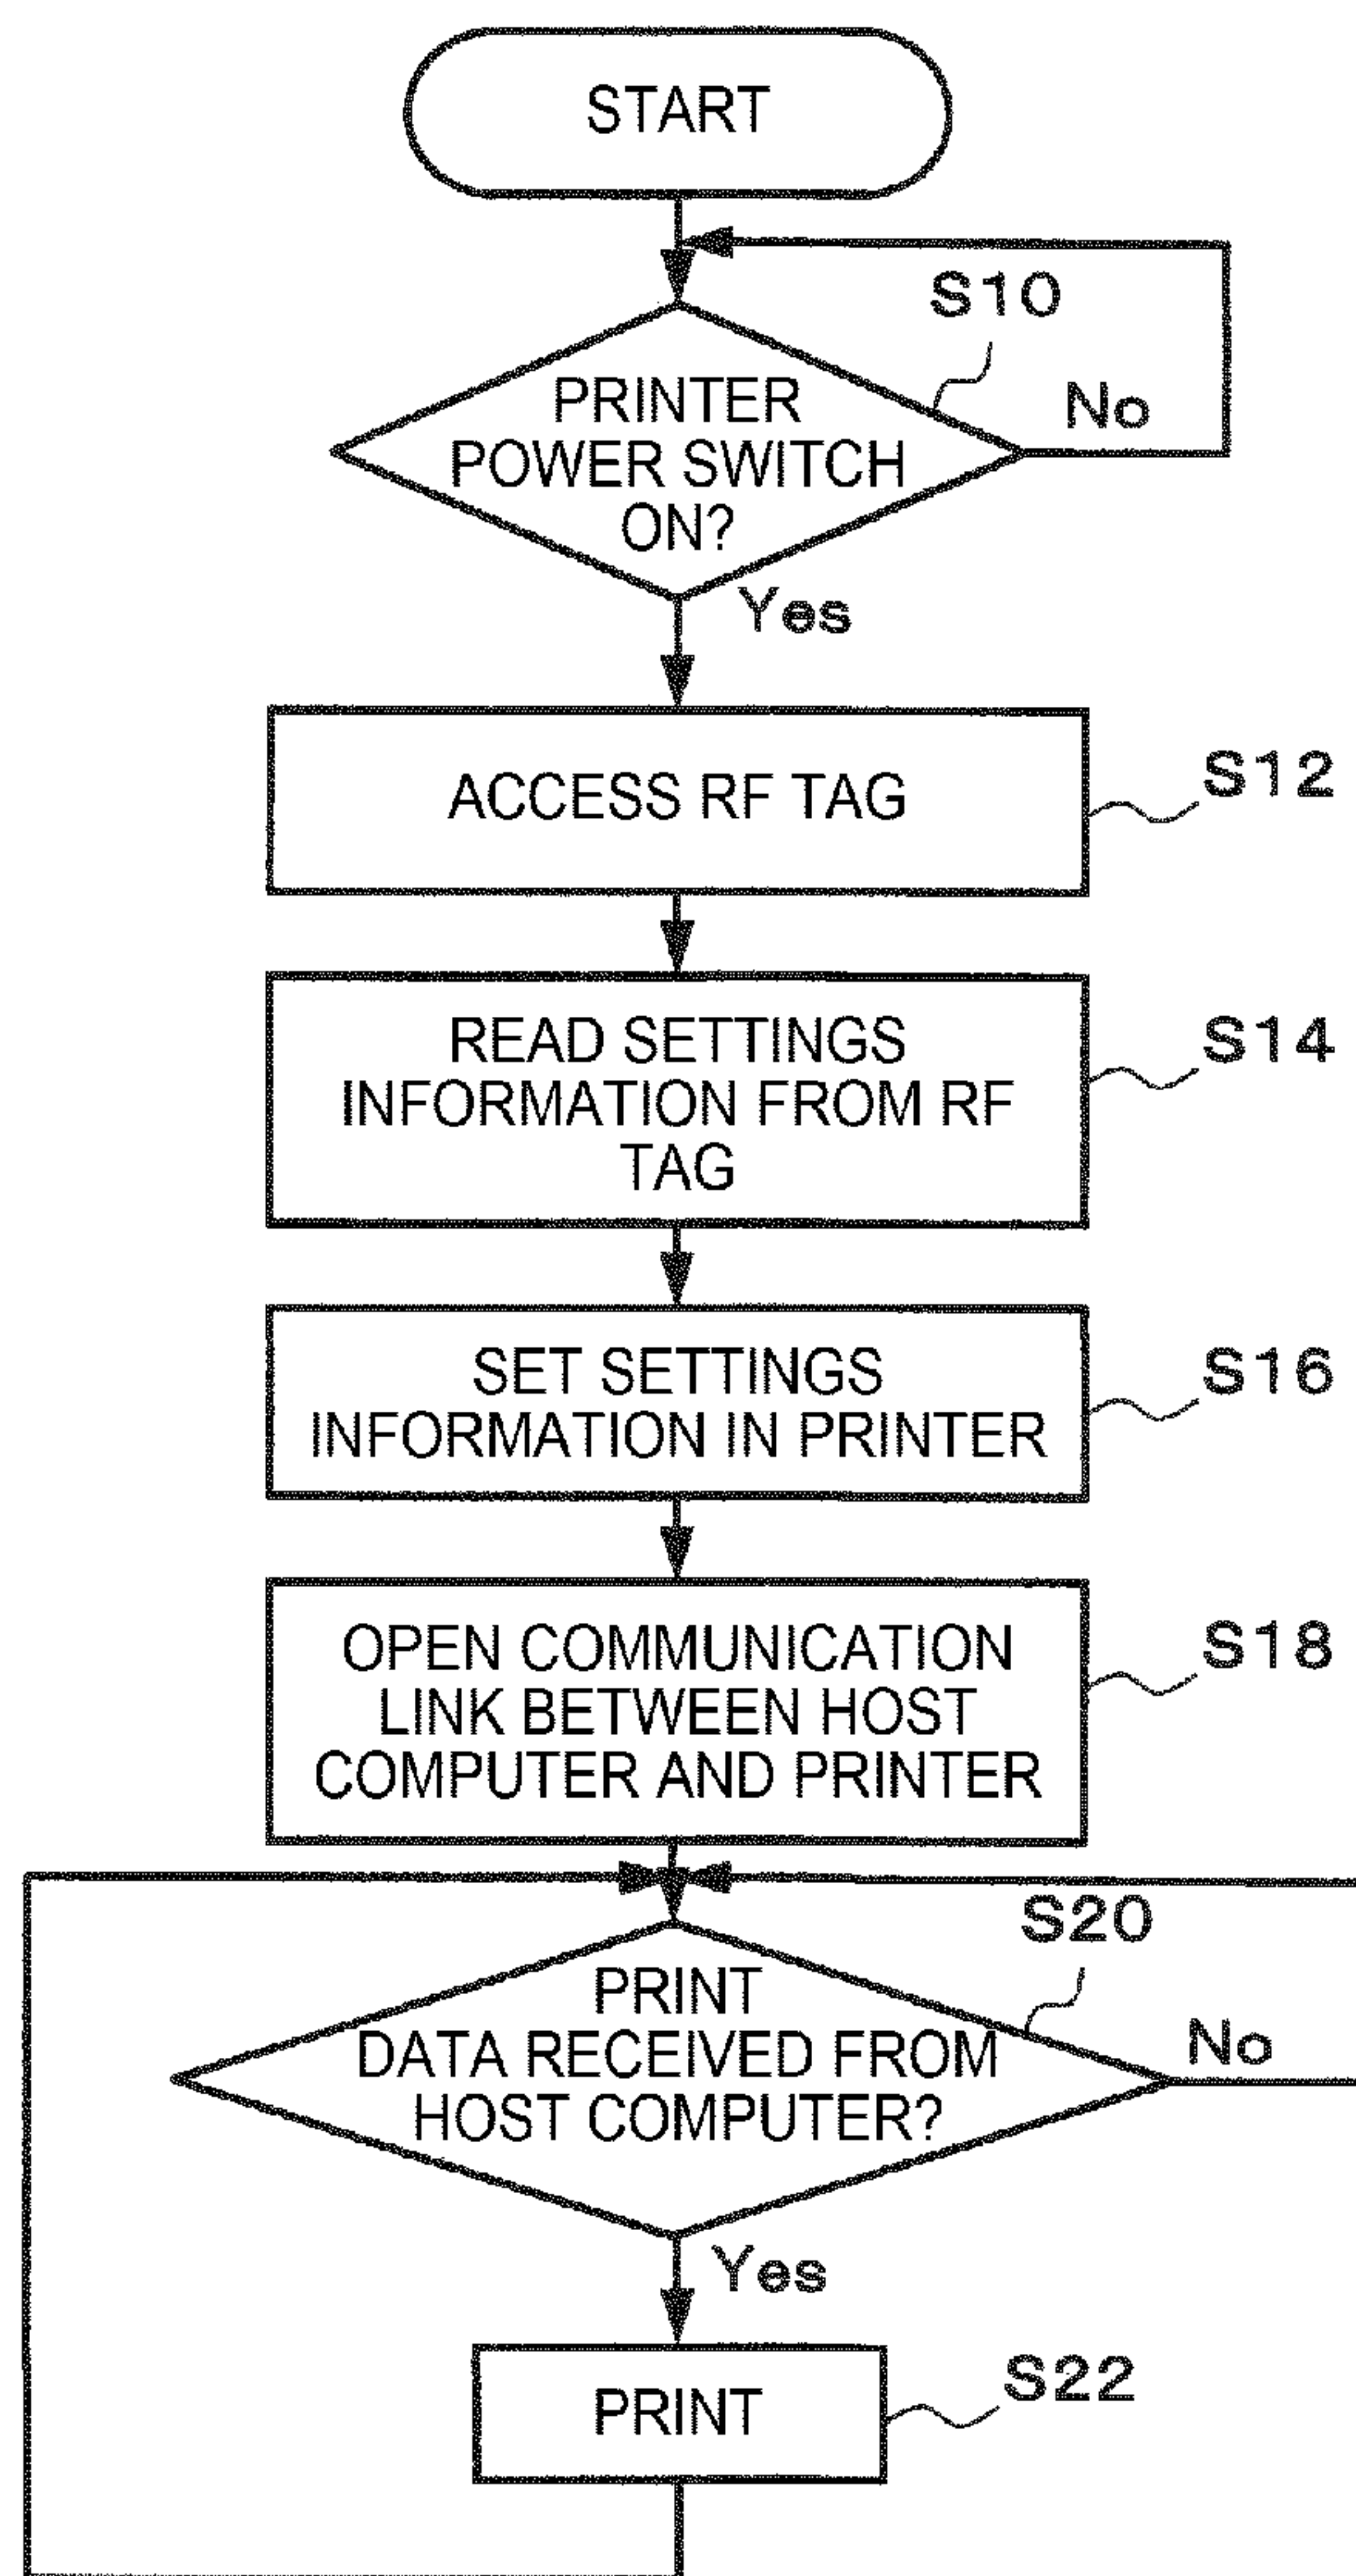 START
S10
PRINTER
POWER SWITCH
ON?
No
Yes
ACCESS RF TAG
S12
READ SETTINGS
INFORMATION FROM RF
TAG
S14
SET SETTINGS
INFORMATION IN PRINTER
S16
OPEN COMMUNICATION
LINK BETWEEN HOST
COMPUTER AND PRINTER
S18
S20
PRINT
DATA RECEIVED FROM
HOST COMPUTER?
No
Yes
PRINT
S22